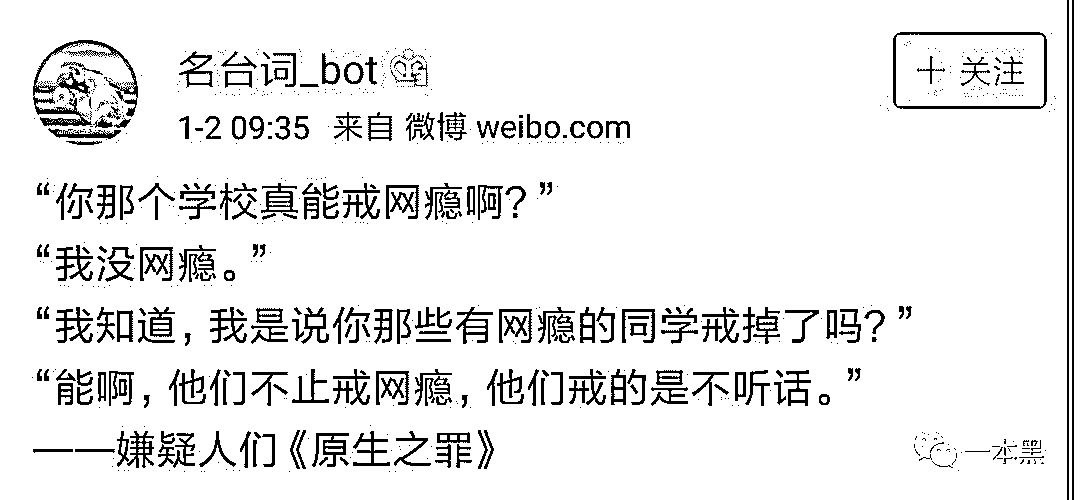 名台词_bot
十 关注
1-2 09:35 来自 微博 weibo.com
“你那个学校真能戒网瘾啊？”
“我没网瘾。”
“我知道，我是说你那些有网瘾的同学戒掉了吗？”
“能啊，他们不止戒网瘾，他们戒的是不听话。”
——嫌疑人们《原生之罪》
一本黑